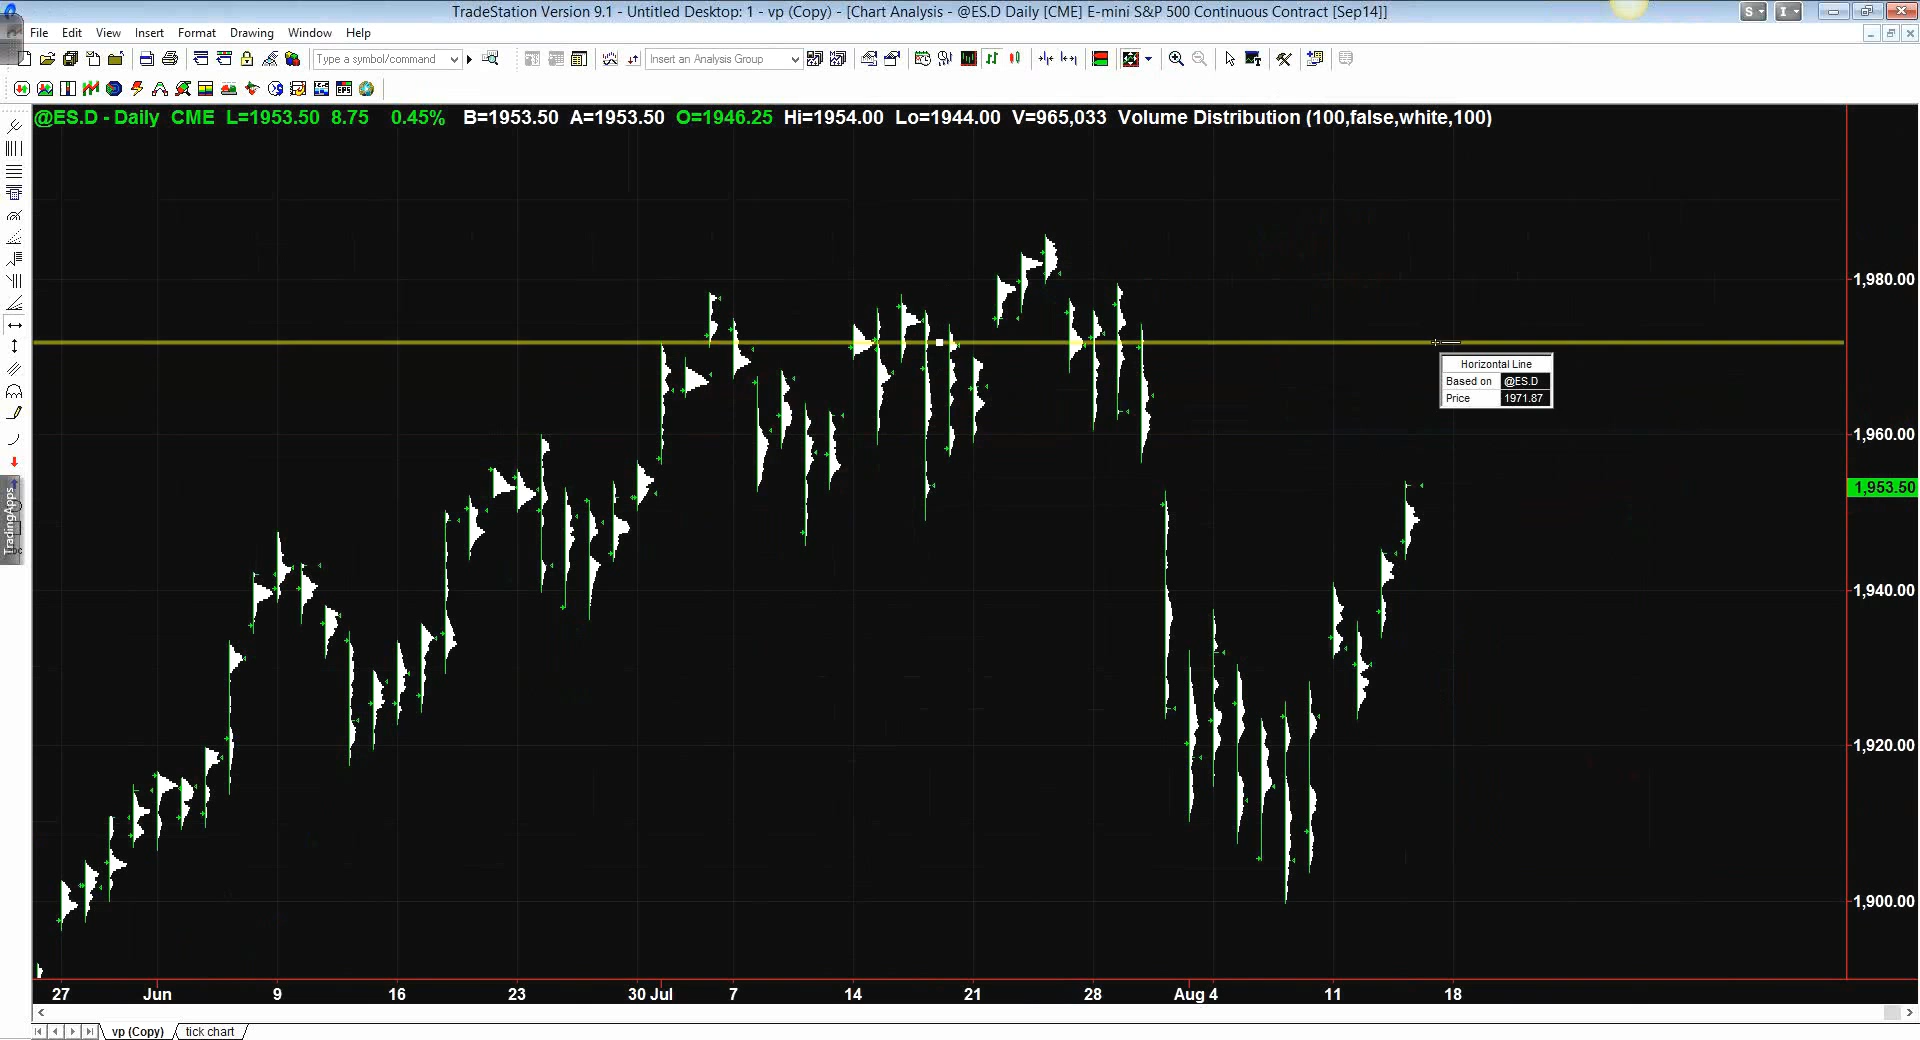 TradeStation Version 9.1 - Untitled Desktop: 1 - vp (Copy) - [Chart Analysis - @ES.D Daily [CME] E-mini S&P 500 Continuous Contract [Sep14]]
S
I
File Edit View Insert Format Drawing Window Help
Type a symbol/command
Insert an Analysis Group
EPS
@ES.D - Daily CME L=1953.50 8.75 0.45% B=1953.50 A=1953.50 O=1946.25 Hi=1954.00 Lo=1944.00 V=965,033 Volume Distribution (100,false,white,100)
1,980.00
Horizontal Line
Based on @ES.D
Price 1971.87
1,960.00
1,953.50
TradingApps
1,940.00
1,920.00
1,900.00
27 Jun 9 16 23 30 Jul 7 14 21 28 Aug 4 11 18
vp (Copy) tick chart